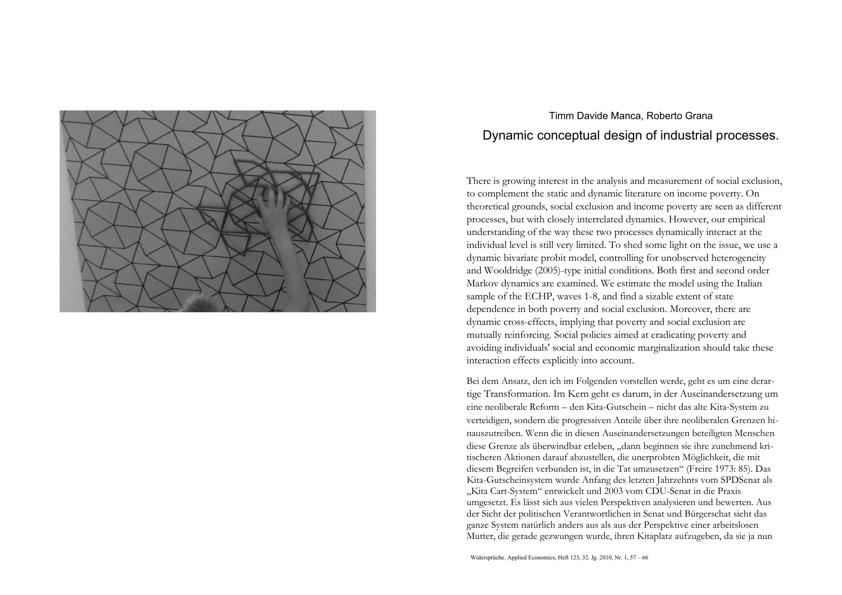 Timm Davide Manca, Roberto Grana
Dynamic conceptual design of industrial processes.
There is growing interest in the analysis and measurement of social exclusion,
to complement the static and dynamic literature on income poverty. On
theoretical grounds, social exclusion and income poverty are seen as different
processes, but with closely interrelated dynamics. However, our empirical
understanding of the way these two processes dynamically interact at the
individual level is still very limited. To shed some light on the issue, we use a
dynamic bivariate probit model, controlling for unobserved heterogeneity
and Wooldridge (2005)-type initial conditions. Both first and second order
Markov dynamics are examined. We estimate the model using the Italian
sample of the ECHP, waves 1-8, and find a sizable extent of state
dependence in both poverty and social exclusion. Moreover, there are
dynamic cross-effects, implying that poverty and social exclusion are
mutually reinforcing. Social policies aimed at eradicating poverty and
avoiding individuals' social and economic marginalization should take these
interaction effects explicitly into account.
Bei dem Ansatz, den ich im Folgenden vorstellen werde, geht es um eine derar-
tige Transformation. Im Kern geht es darum, in der Auseinandersetzung um
eine neoliberale Reform – den Kita-Gutschein – nicht das alte Kita-System zu
verteidigen, sondern die progressiven Anteile über ihre neoliberalen Grenzen hi-
nauszutreiben. Wenn die in diesen Auseinandersetzungen beteiligten Menschen
diese Grenze als überwindbar erleben, „dann beginnen sie ihre zunehmend kri-
tischeren Aktionen darauf abzustellen, die unerprobten Möglichkeit, die mit
diesem Begreifen verbunden ist, in die Tat umzusetzen“ (Freire 1973: 85). Das
Kita-Gutscheinsystem wurde Anfang des letzten Jahrzehnts vom SPDSenat als
„Kita Cart-System“ entwickelt und 2003 vom CDU-Senat in die Praxis
umgesetzt. Es lässt sich aus vielen Perspektiven analysieren und bewerten. Aus
der Sicht der politischen Verantwortlichen in Senat und Bürgerschat sieht das
ganze System natürlich anders aus als aus der Perspektive einer arbeitslosen
Mutter, die gerade gezwungen wurde, ihren Kitaplatz aufzugeben, da sie ja nun
Widersprüche. Applied Economics, Heft 123, 32. Jg. 2010, Nr. 1, 57 – 66